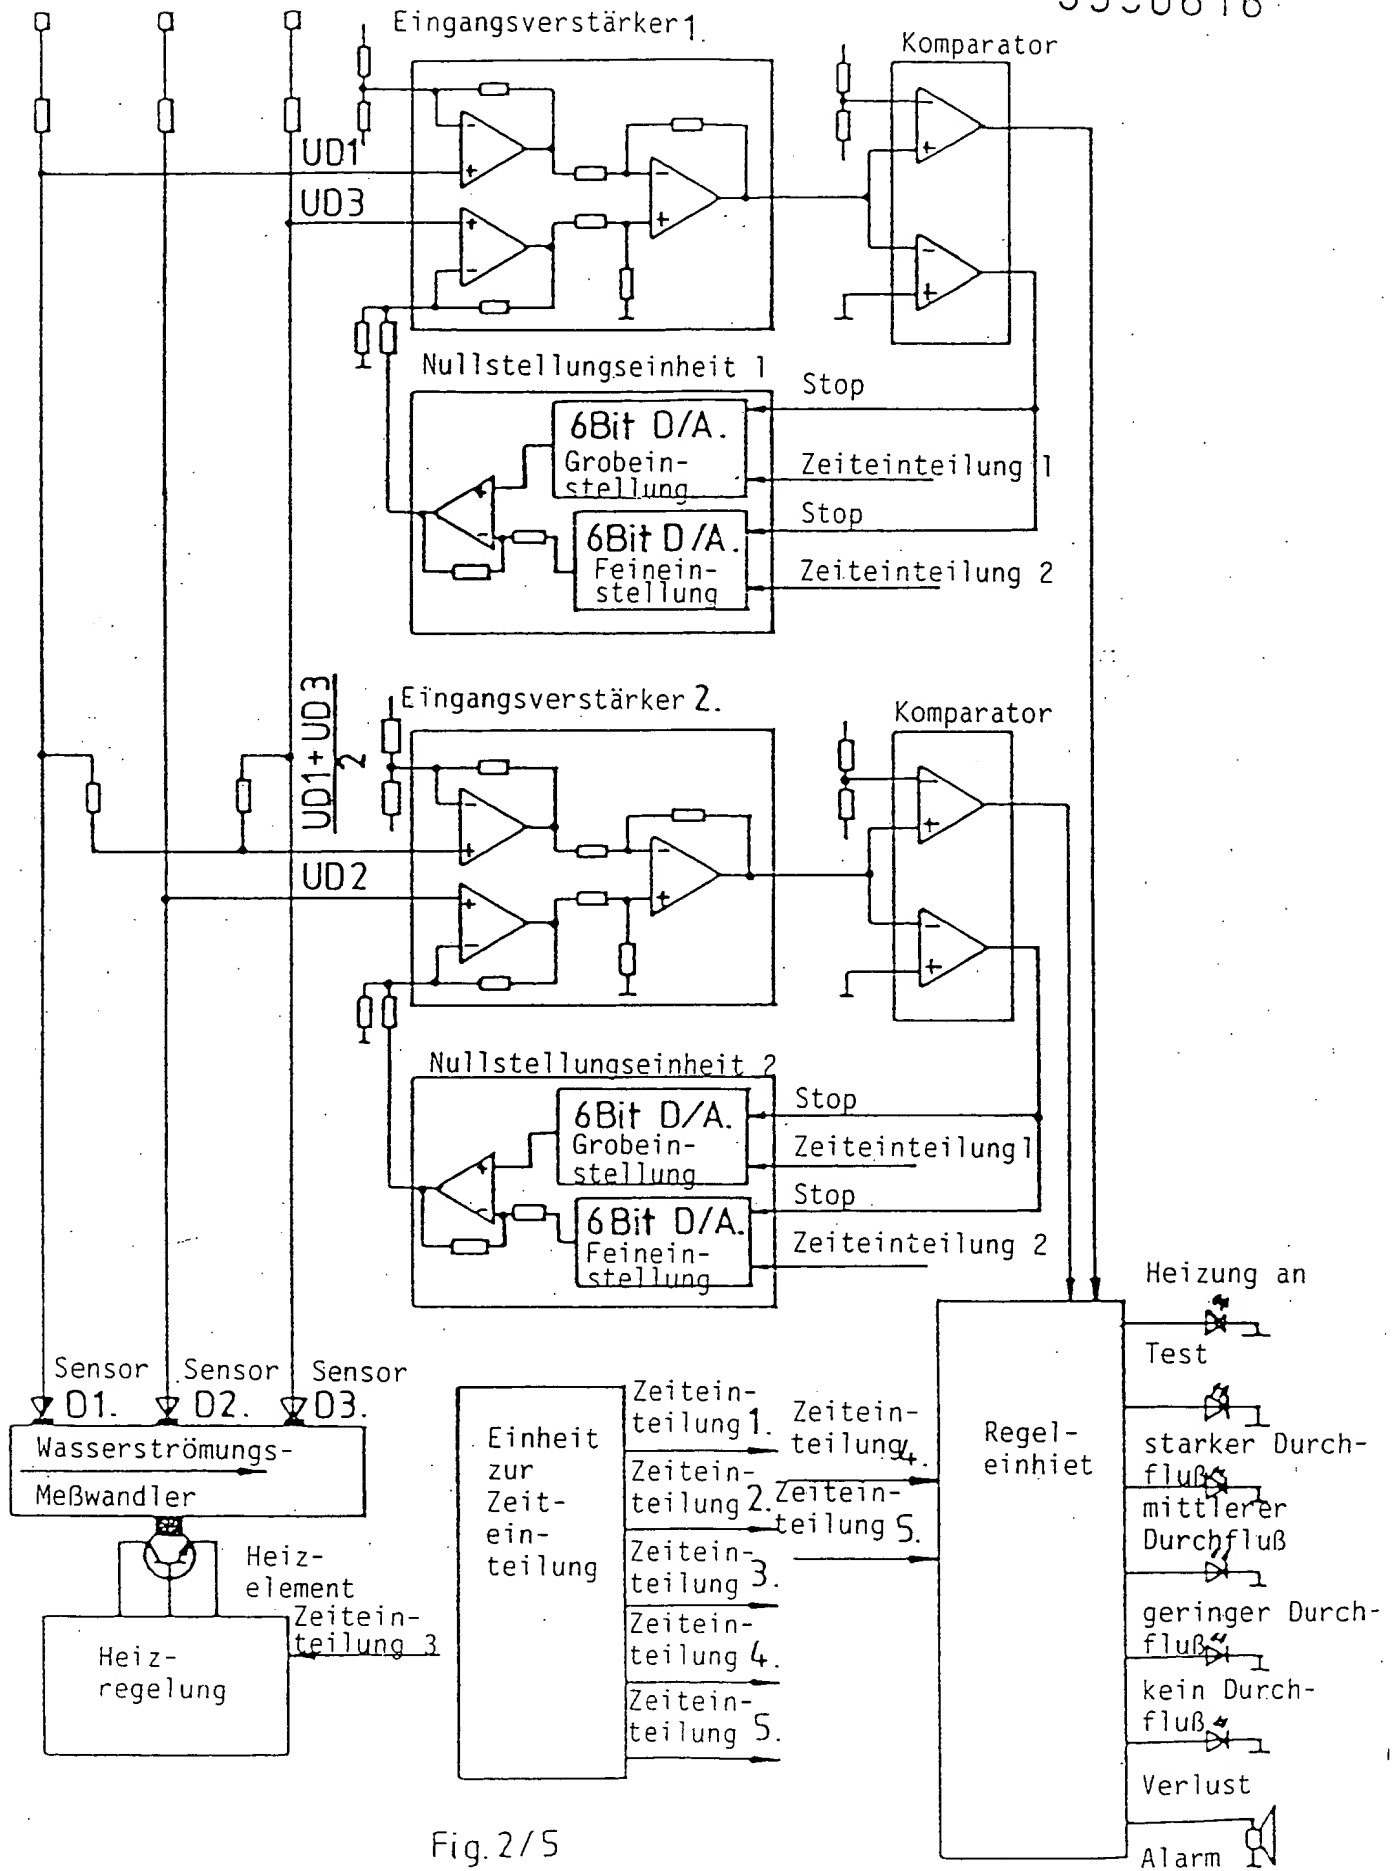 Eingangsverstärker 1.
Komparator
UD1
UD3
Nullstellungseinheit 1
Stop
6Bit D/A.
Grobein-
stellung
Zeiteinteilung 1
Stop
6Bit D/A.
Feinein-
stellung
Zeiteinteilung 2
UD1+UD3
2
Eingangsverstärker 2.
Komparator
UD2
Nullstellungseinheit 2
Stop
6Bit D/A.
Grobein-
stellung
Zeiteinteilung1
Stop
6Bit D/A.
Feinein-
stellung
Zeiteinteilung 2
Sensor
D1.
Sensor
D2.
Sensor
D3.
Wasserströmungs-
Meßwandler
Heiz-
element
Zeitein-
teilung 3
Heiz-
regelung
Einheit
zur
Zeit-
ein-
teilung
Zeitein-
teilung 1.
Zeitein-
teilung 2.
Zeitein-
teilung 3.
Zeitein-
teilung 4.
Zeitein-
teilung 5.
Zeitein-
teilung 4.
Zeitein-
teilung 5.
Regel-
einhiet
Heizung an
Test
starker Durch-
fluß
mittlerer
Durchfluß
geringer Durch-
fluß
kein Durch-
fluß
Verlust
Alarm
Fig. 2/5